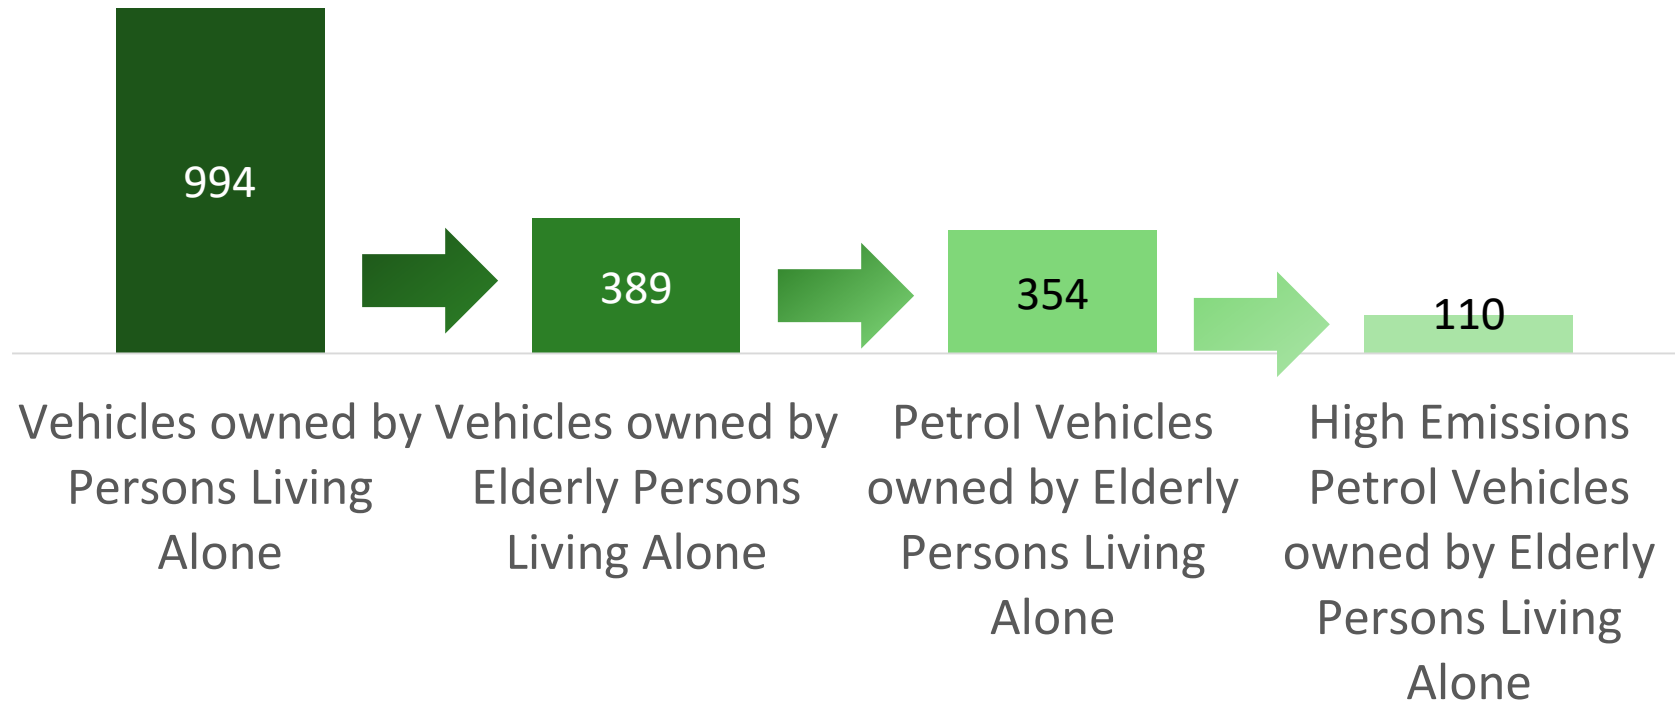 994
389
354
110
Vehicles owned by
Persons Living
Alone
Vehicles owned by
Elderly Persons
Living Alone
Petrol Vehicles
owned by Elderly
Persons Living
Alone
High Emissions
Petrol Vehicles
owned by Elderly
Persons Living
Alone